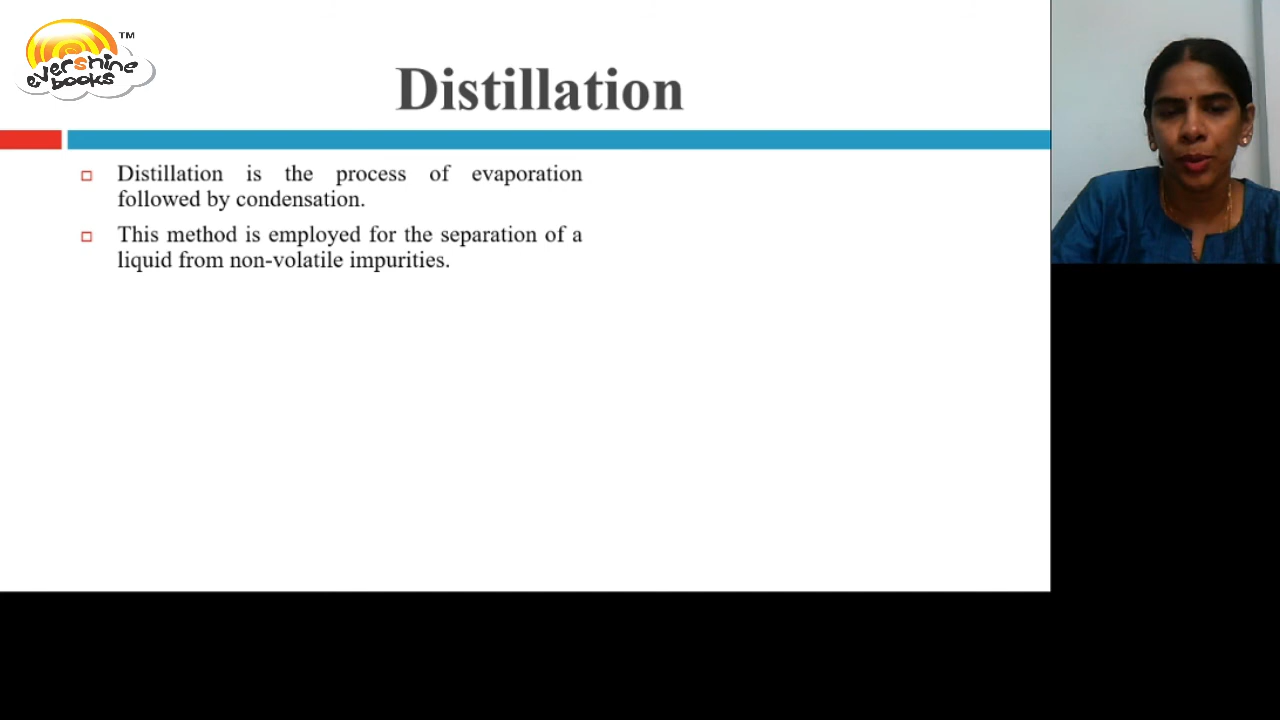 evershine
books
TM
Distillation
Distillation is the process of evaporation
followed by condensation.
This method is employed for the separation of a
liquid from non-volatile impurities.